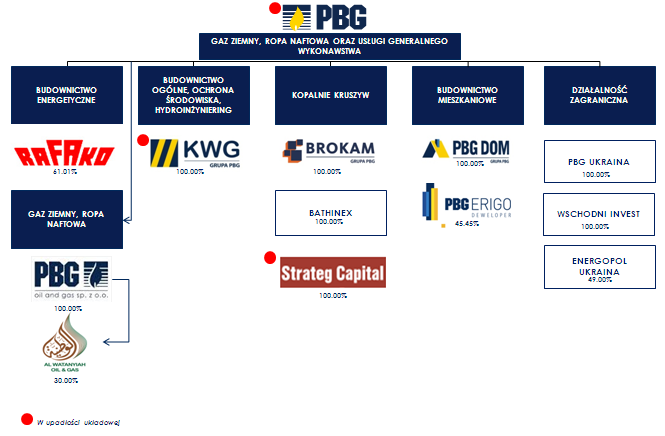 PBG
GAZ ZIEMNY, ROPA NAFTOWA ORAZ USŁUGI GENERALNEGO
WYKONAWSTWA
BUDOWNICTWO
ENERGETYCZNE
RAFAKO
61.01%
GAZ ZIEMNY, ROPA
NAFTOWA
PBG
oil and gas sp. z o.o.
100.00%
AL WATANYIAH
OIL & GAS
30.00%
BUDOWNICTWO
OGÓLNE, OCHRONA
ŚRODOWISKA,
HYDROINŻYNIERING
KWG
GRUPA PBG
100.00%
KOPALNIE KRUSZYW
BROKAM
GRUPA PBG
100.00%
BATHINEX
100.00%
Strateg Capital
100.00%
BUDOWNICTWO
MIESZKANIOWE
PBG DOM
GRUPA PBG
100.00%
PBG ERIGO
DEWELOPER
45.45%
DZIAŁALNOŚĆ
ZAGRANICZNA
PBG UKRAINA
100.00%
WSCHODNI INVEST
100.00%
ENERGOPOL
UKRAINA
49.00%
W upadłości układowej